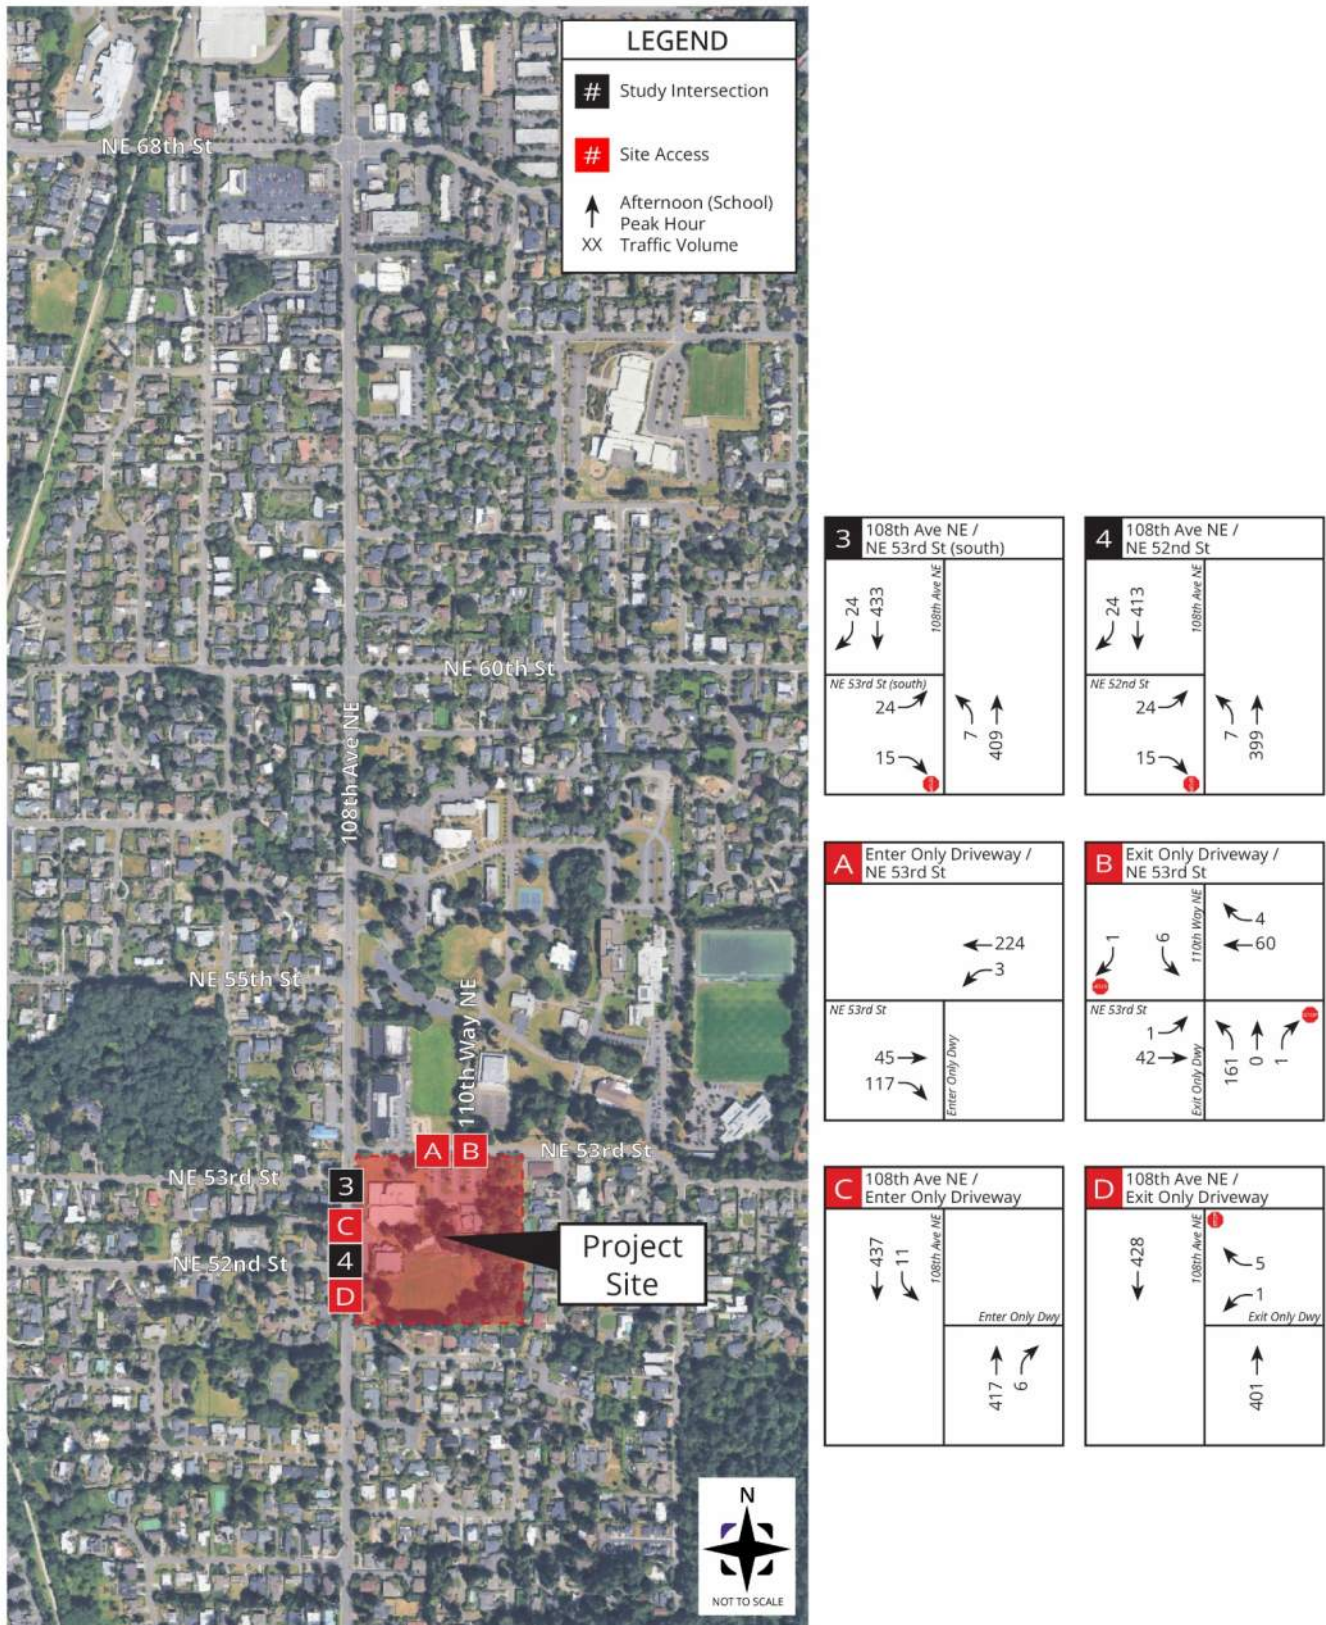 LEGEND
# Study Intersection
# Site Access
Afternoon (School)
Peak Hour
XX Traffic Volume
NE 68th St
NE 60th St
108th Ave NE
NE 55th St
110th Way NE
A B
NE 53rd St
NE 53rd St
3
C
NE 52nd St
4
D
Project
Site
N
NOT TO SCALE
3 108th Ave NE /
NE 53rd St (south)
24 433
108th Ave NE
NE 53rd St (south)
24
15
7 409
4 108th Ave NE /
NE 52nd St
24 413
108th Ave NE
NE 52nd St
24
15
7 399
A Enter Only Driveway /
NE 53rd St
224
3
NE 53rd St
45
117
Enter Only Dwy
B Exit Only Driveway /
NE 53rd St
1 6
110th Way NE
4
60
STOP
NE 53rd St
1
42
Exit Only Dwy
161 0 1
STOP
C 108th Ave NE /
Enter Only Driveway
437 11
108th Ave NE
Enter Only Dwy
417 6
D 108th Ave NE /
Exit Only Driveway
428
108th Ave NE
5
1
Exit Only Dwy
401